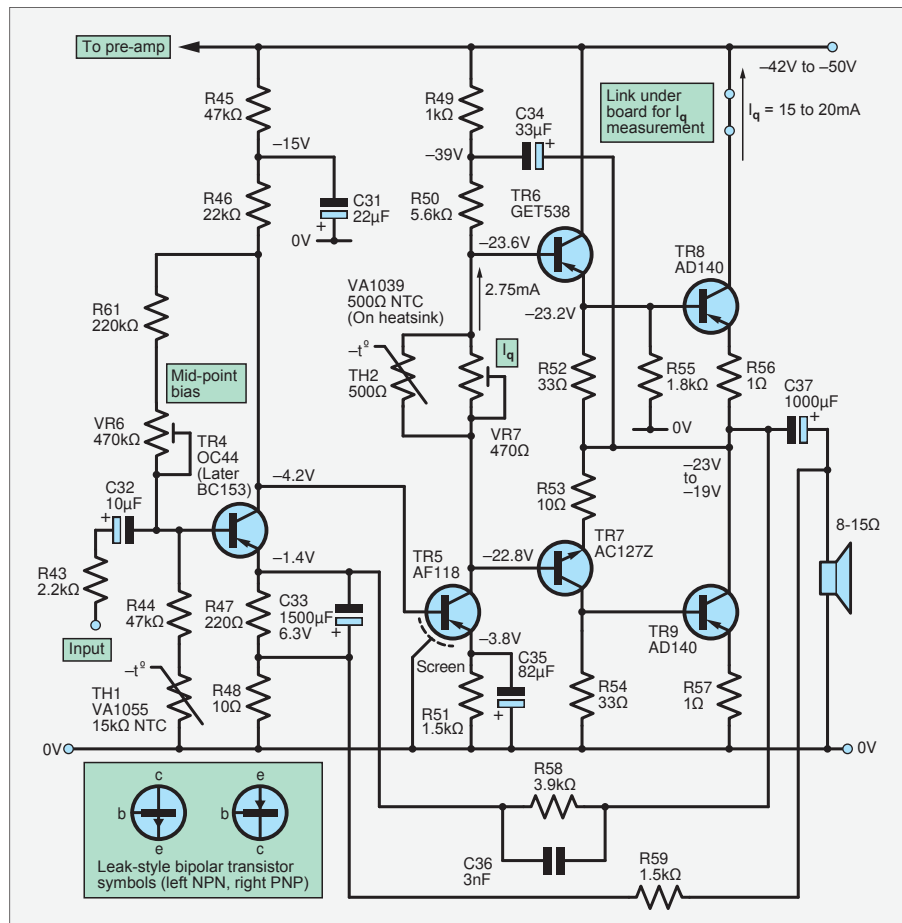 To pre-amp
–42V to –50V
R45
47kΩ
R49
1kΩ
C34
33µF
+
Link under
board for Iq
measurement
Iq = 15 to 20mA
–15V
–39V
R46
22kΩ
C31
22µF
+
0V
R50
5.6kΩ
TR6
GET538
–23.6V
TR8
AD140
R61
220kΩ
VA1039
500Ω NTC
(On heatsink)
2.75mA
–23.2V
–tº
TH2
500Ω
Iq
VR7
470Ω
R52
33Ω
R55
1.8kΩ
0V
R56
1Ω
C37
1000µF
+
Mid-point
bias
VR6
470kΩ
TR4
OC44
(Later
BC153)
–4.2V
–23V
to
–19V
C32
10µF
+
R53
10Ω
8-15Ω
R43
2.2kΩ
Input
–1.4V
TR5
AF118
–22.8V
TR7
AC127Z
R44
47kΩ
R47
220Ω
C33
1500µF
6.3V
+
TR9
AD140
–3.8V
Screen
C35
82µF
+
–tº
TH1
VA1055
15kΩ NTC
R48
10Ω
R51
1.5kΩ
R54
33Ω
R57
1Ω
0V
0V
R58
3.9kΩ
C36
3nF
R59
1.5kΩ
c
b
e
e
b
c
Leak-style bipolar transistor
symbols (left NPN, right PNP)